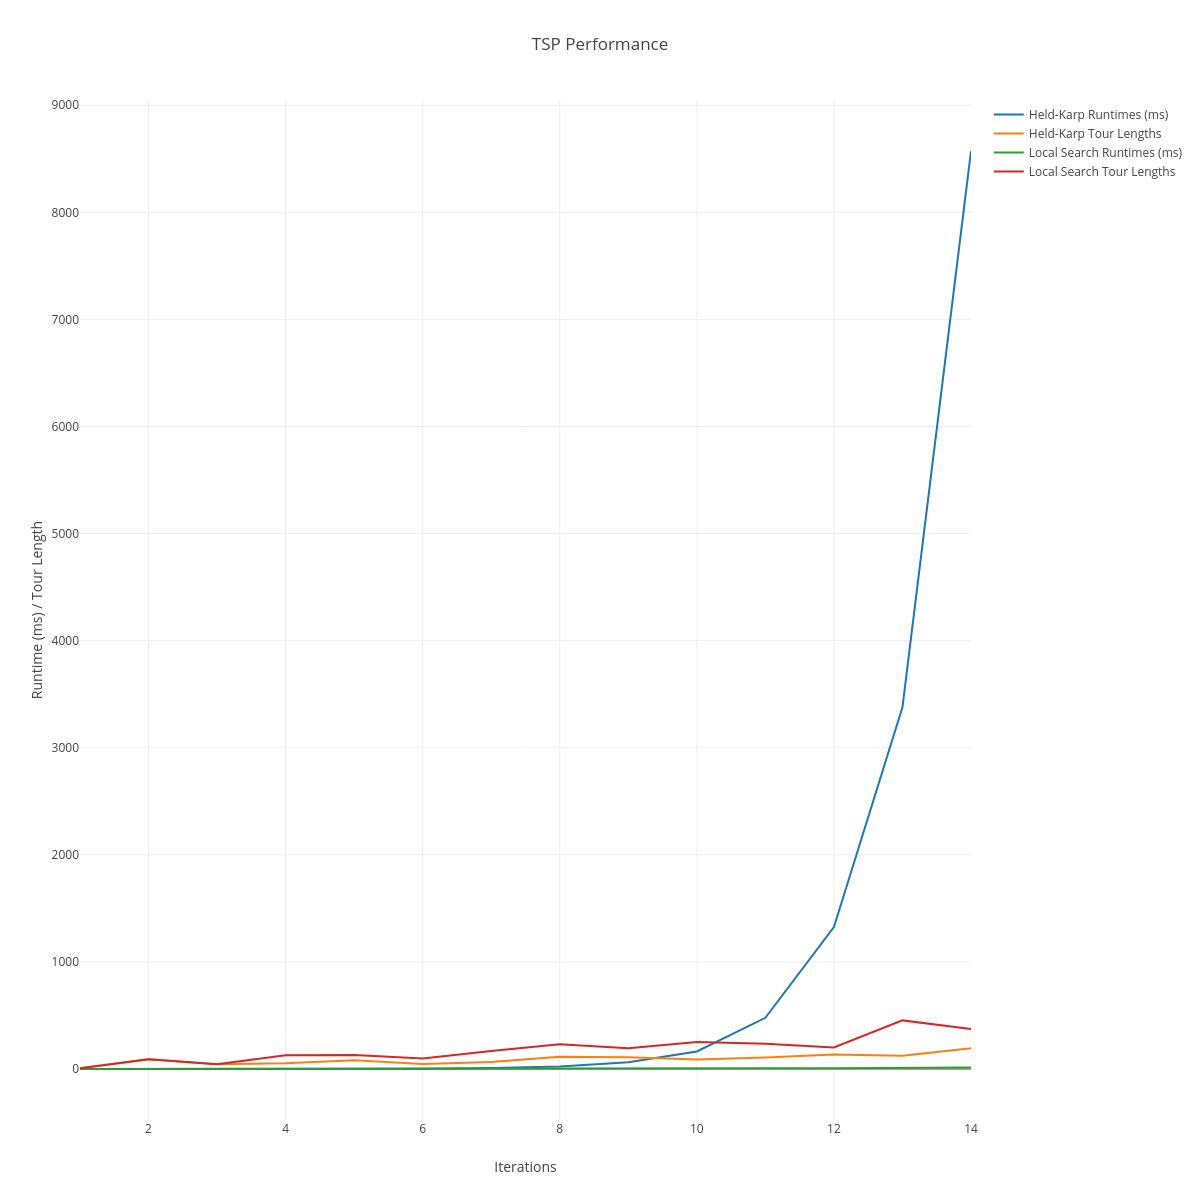 TSP Performance
Held-Karp Runtimes (ms)
Held-Karp Tour Lengths
Local Search Runtimes (ms)
Local Search Tour Lengths
Runtime (ms) / Tour Length
9000
8000
7000
6000
5000
4000
3000
2000
1000
0
2 4 6 8 10 12 14
Iterations